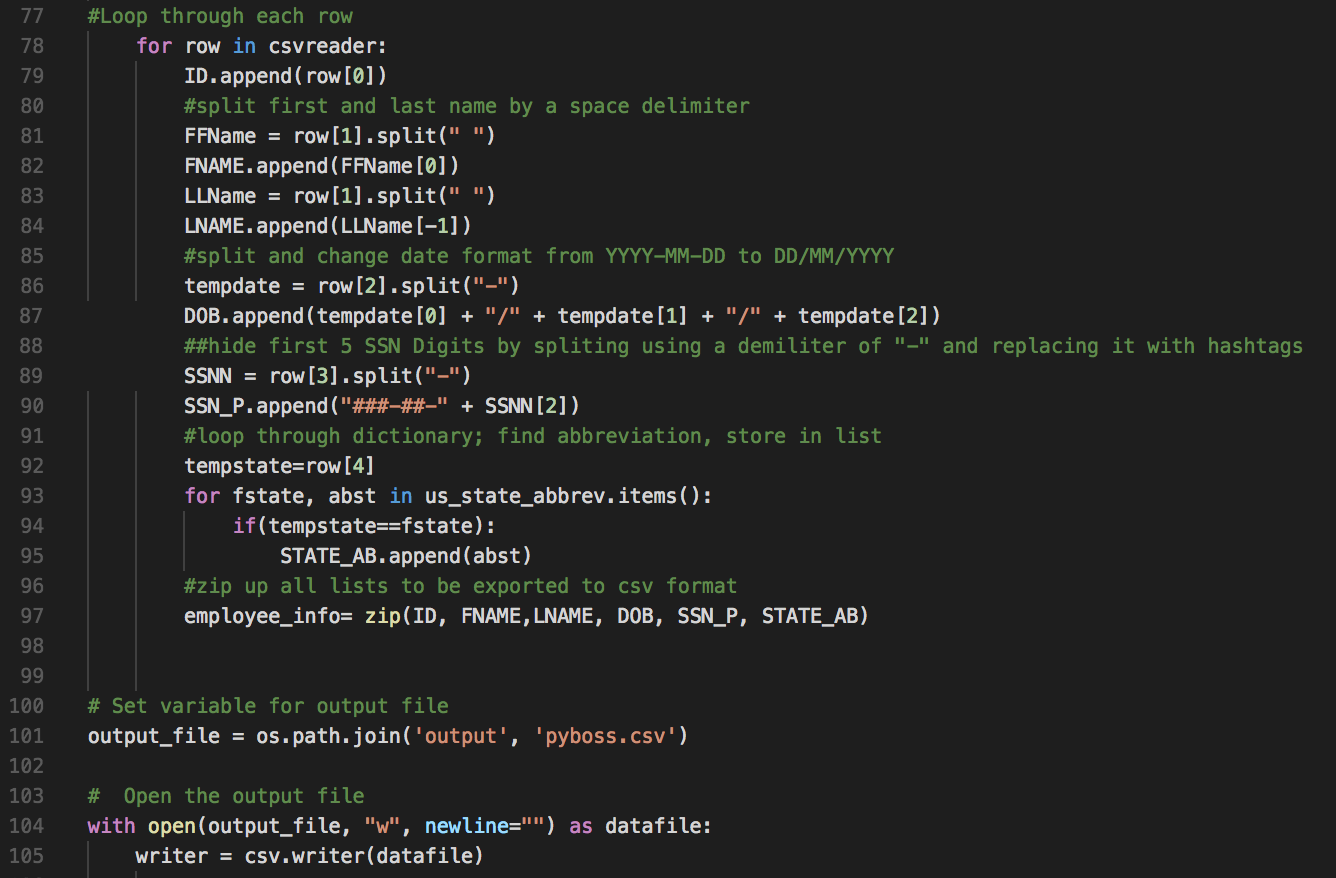 77 #Loop through each row
78 for row in csvreader:
79 ID.append(row[0])
80 #split first and last name by a space delimiter
81 FFName = row[1].split(" ")
82 FNAME.append(FFName[0])
83 LLName = row[1].split(" ")
84 LNAME.append(LLName[-1])
85 #split and change date format from YYYY-MM-DD to DD/MM/YYYY
86 tempdate = row[2].split("-")
87 DOB.append(tempdate[0] + "/" + tempdate[1] + "/" + tempdate[2])
88 ##hide first 5 SSN Digits by spliting using a demiliter of "-" and replacing it with hashtags
89 SSNN = row[3].split("-")
90 SSN_P.append("###-##-" + SSNN[2])
91 #loop through dictionary; find abbreviation, store in list
92 tempstate=row[4]
93 for fstate, abst in us_state_abbrev.items():
94 if(tempstate==fstate):
95 STATE_AB.append(abst)
96 #zip up all lists to be exported to csv format
97 employee_info= zip(ID, FNAME,LNAME, DOB, SSN_P, STATE_AB)
98
99
100 # Set variable for output file
101 output_file = os.path.join('output', 'pyboss.csv')
102
103 #  Open the output file
104 with open(output_file, "w", newline="") as datafile:
105 writer = csv.writer(datafile)